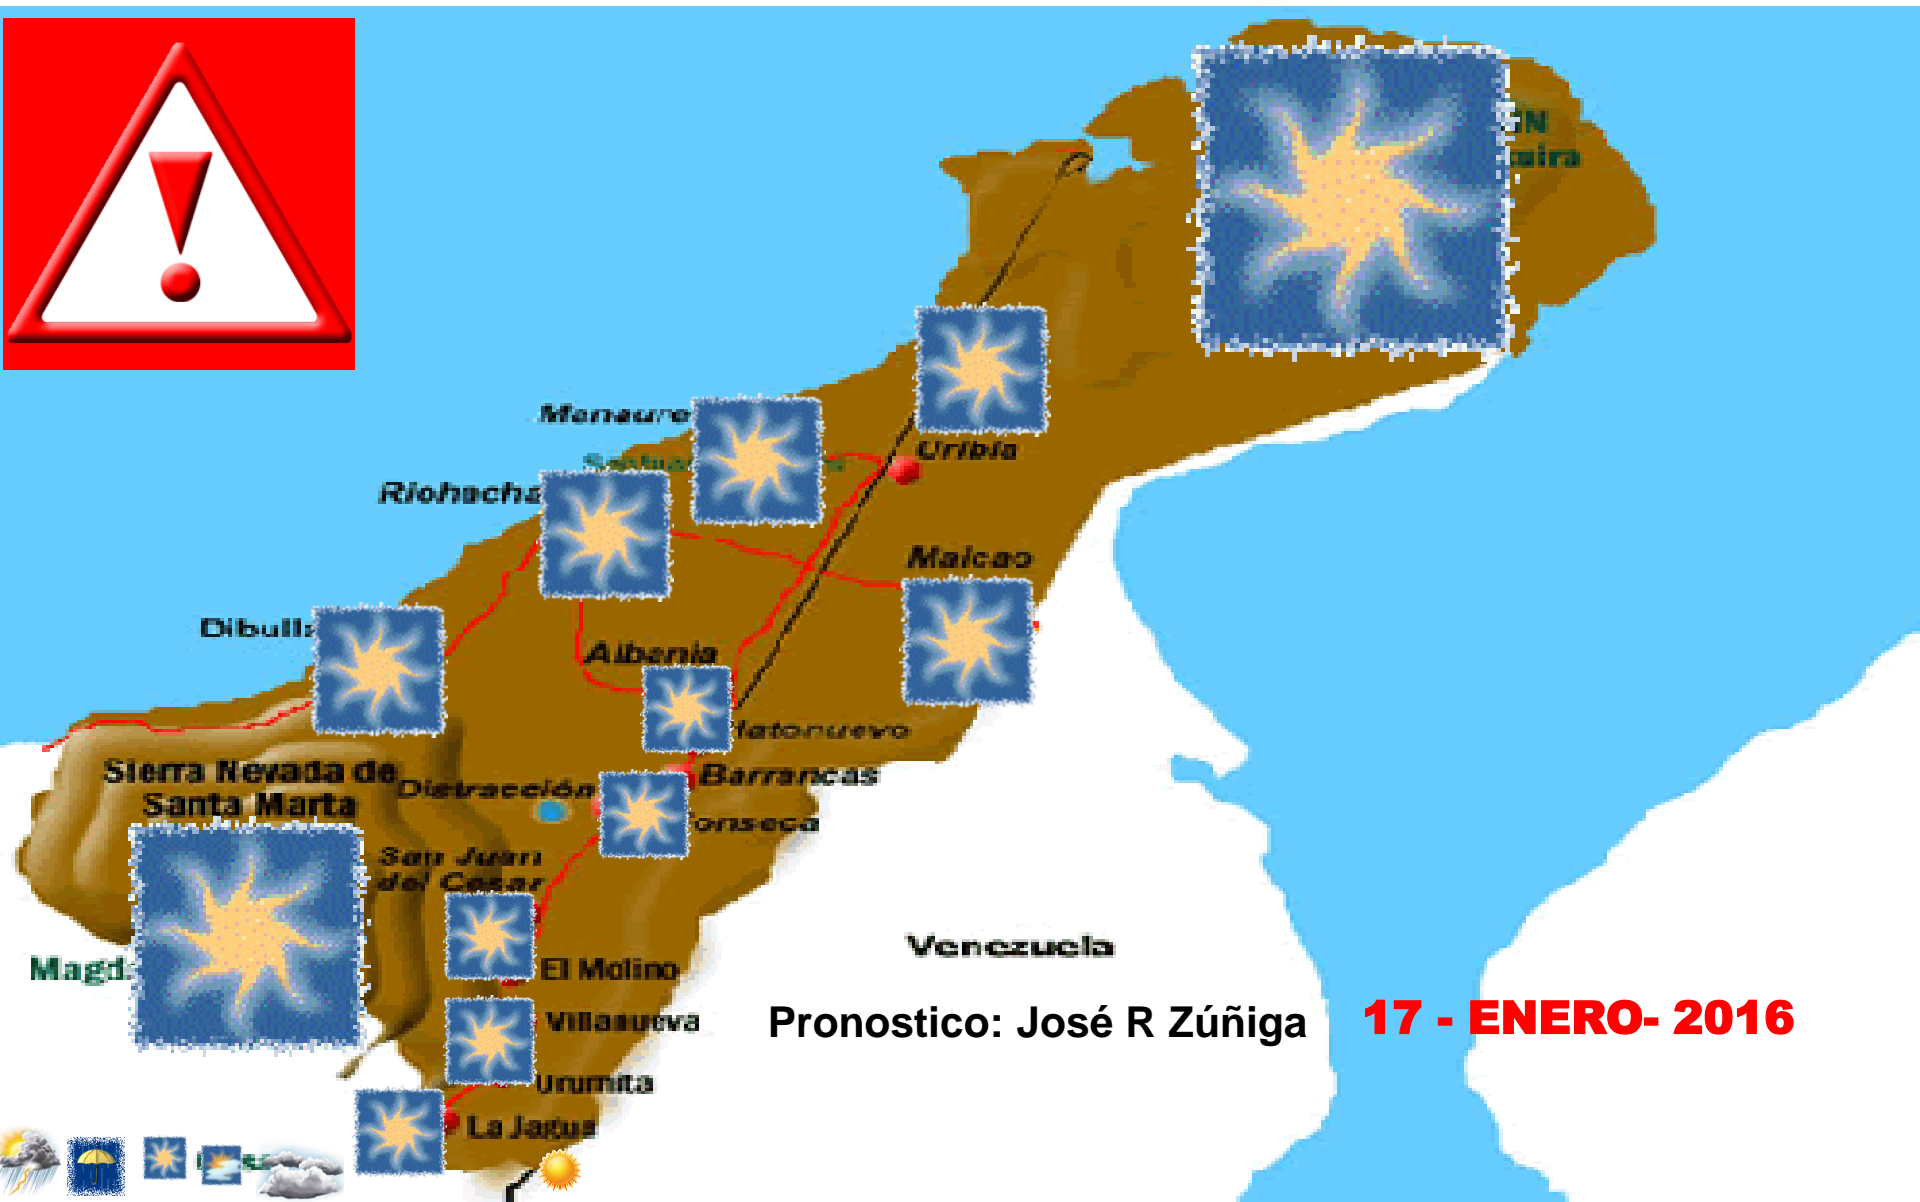 Uribia
Maicao
Albania
Barrancas
Distracción
Sierra Nevada de
Santa Marta
San Juan
del Cesar
El Molino
Villanueva
Urumita
La Jagua
Venezuela
Pronostico: José R Zúñiga
17 - ENERO- 2016
Manaure
Riohacha